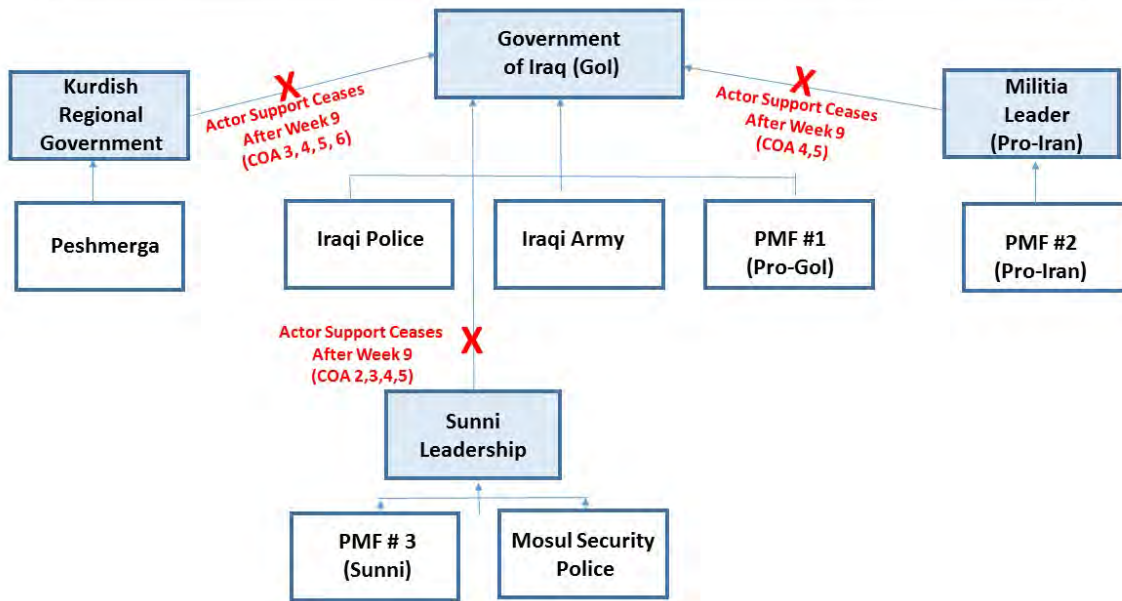 Government
of Iraq (GoI)
Kurdish
Regional
Government
X
Actor Support Ceases
After Week 9
(COA 3, 4, 5, 6)
X
Actor Support Ceases
After Week 9
(COA 4,5)
Militia
Leader
(Pro-Iran)
Peshmerga
Iraqi Police
Iraqi Army
PMF #1
(Pro-GoI)
PMF #2
(Pro-Iran)
Actor Support Ceases
After Week 9
(COA 2,3,4,5)
X
Sunni
Leadership
PMF # 3
(Sunni)
Mosul Security
Police